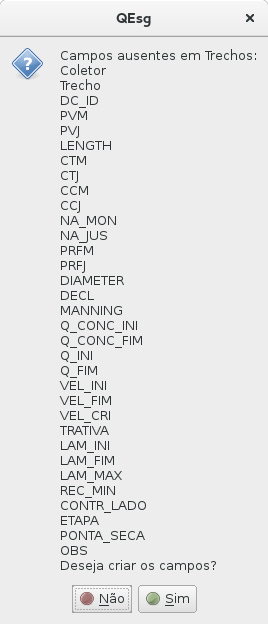 QEsg
Campos ausentes em Trechos:
Coletor
Trecho
DC_ID
PVM
PVJ
LENGTH
CTM
CTJ
CCM
CCJ
NA_MON
NA_JUS
PRFM
PRFJ
DIAMETER
DECL
MANNING
Q_CONC_INI
Q_CONC_FIM
Q_INI
Q_FIM
VEL_INI
VEL_FIM
VEL_CRI
TRATIVA
LAM_INI
LAM_FIM
LAM_MAX
REC_MIN
CONTR_LADO
ETAPA
PONTA_SECA
OBS
Deseja criar os campos?
Não Sim